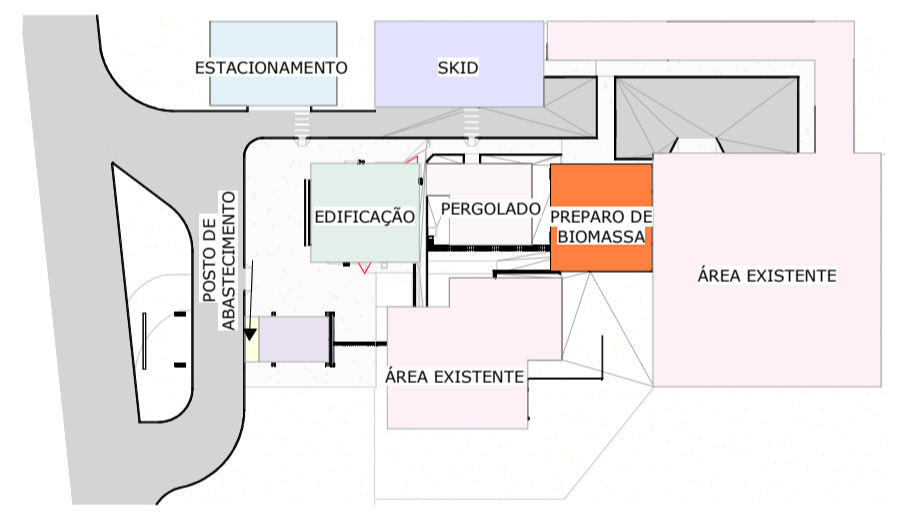 ESTACIONAMENTO
SKID
EDIFICAÇÃO
PERGOLADO
PREPARO DE
BIOMASSA
POSTO DE
ABASTECIMENTO
ÁREA EXISTENTE
ÁREA EXISTENTE